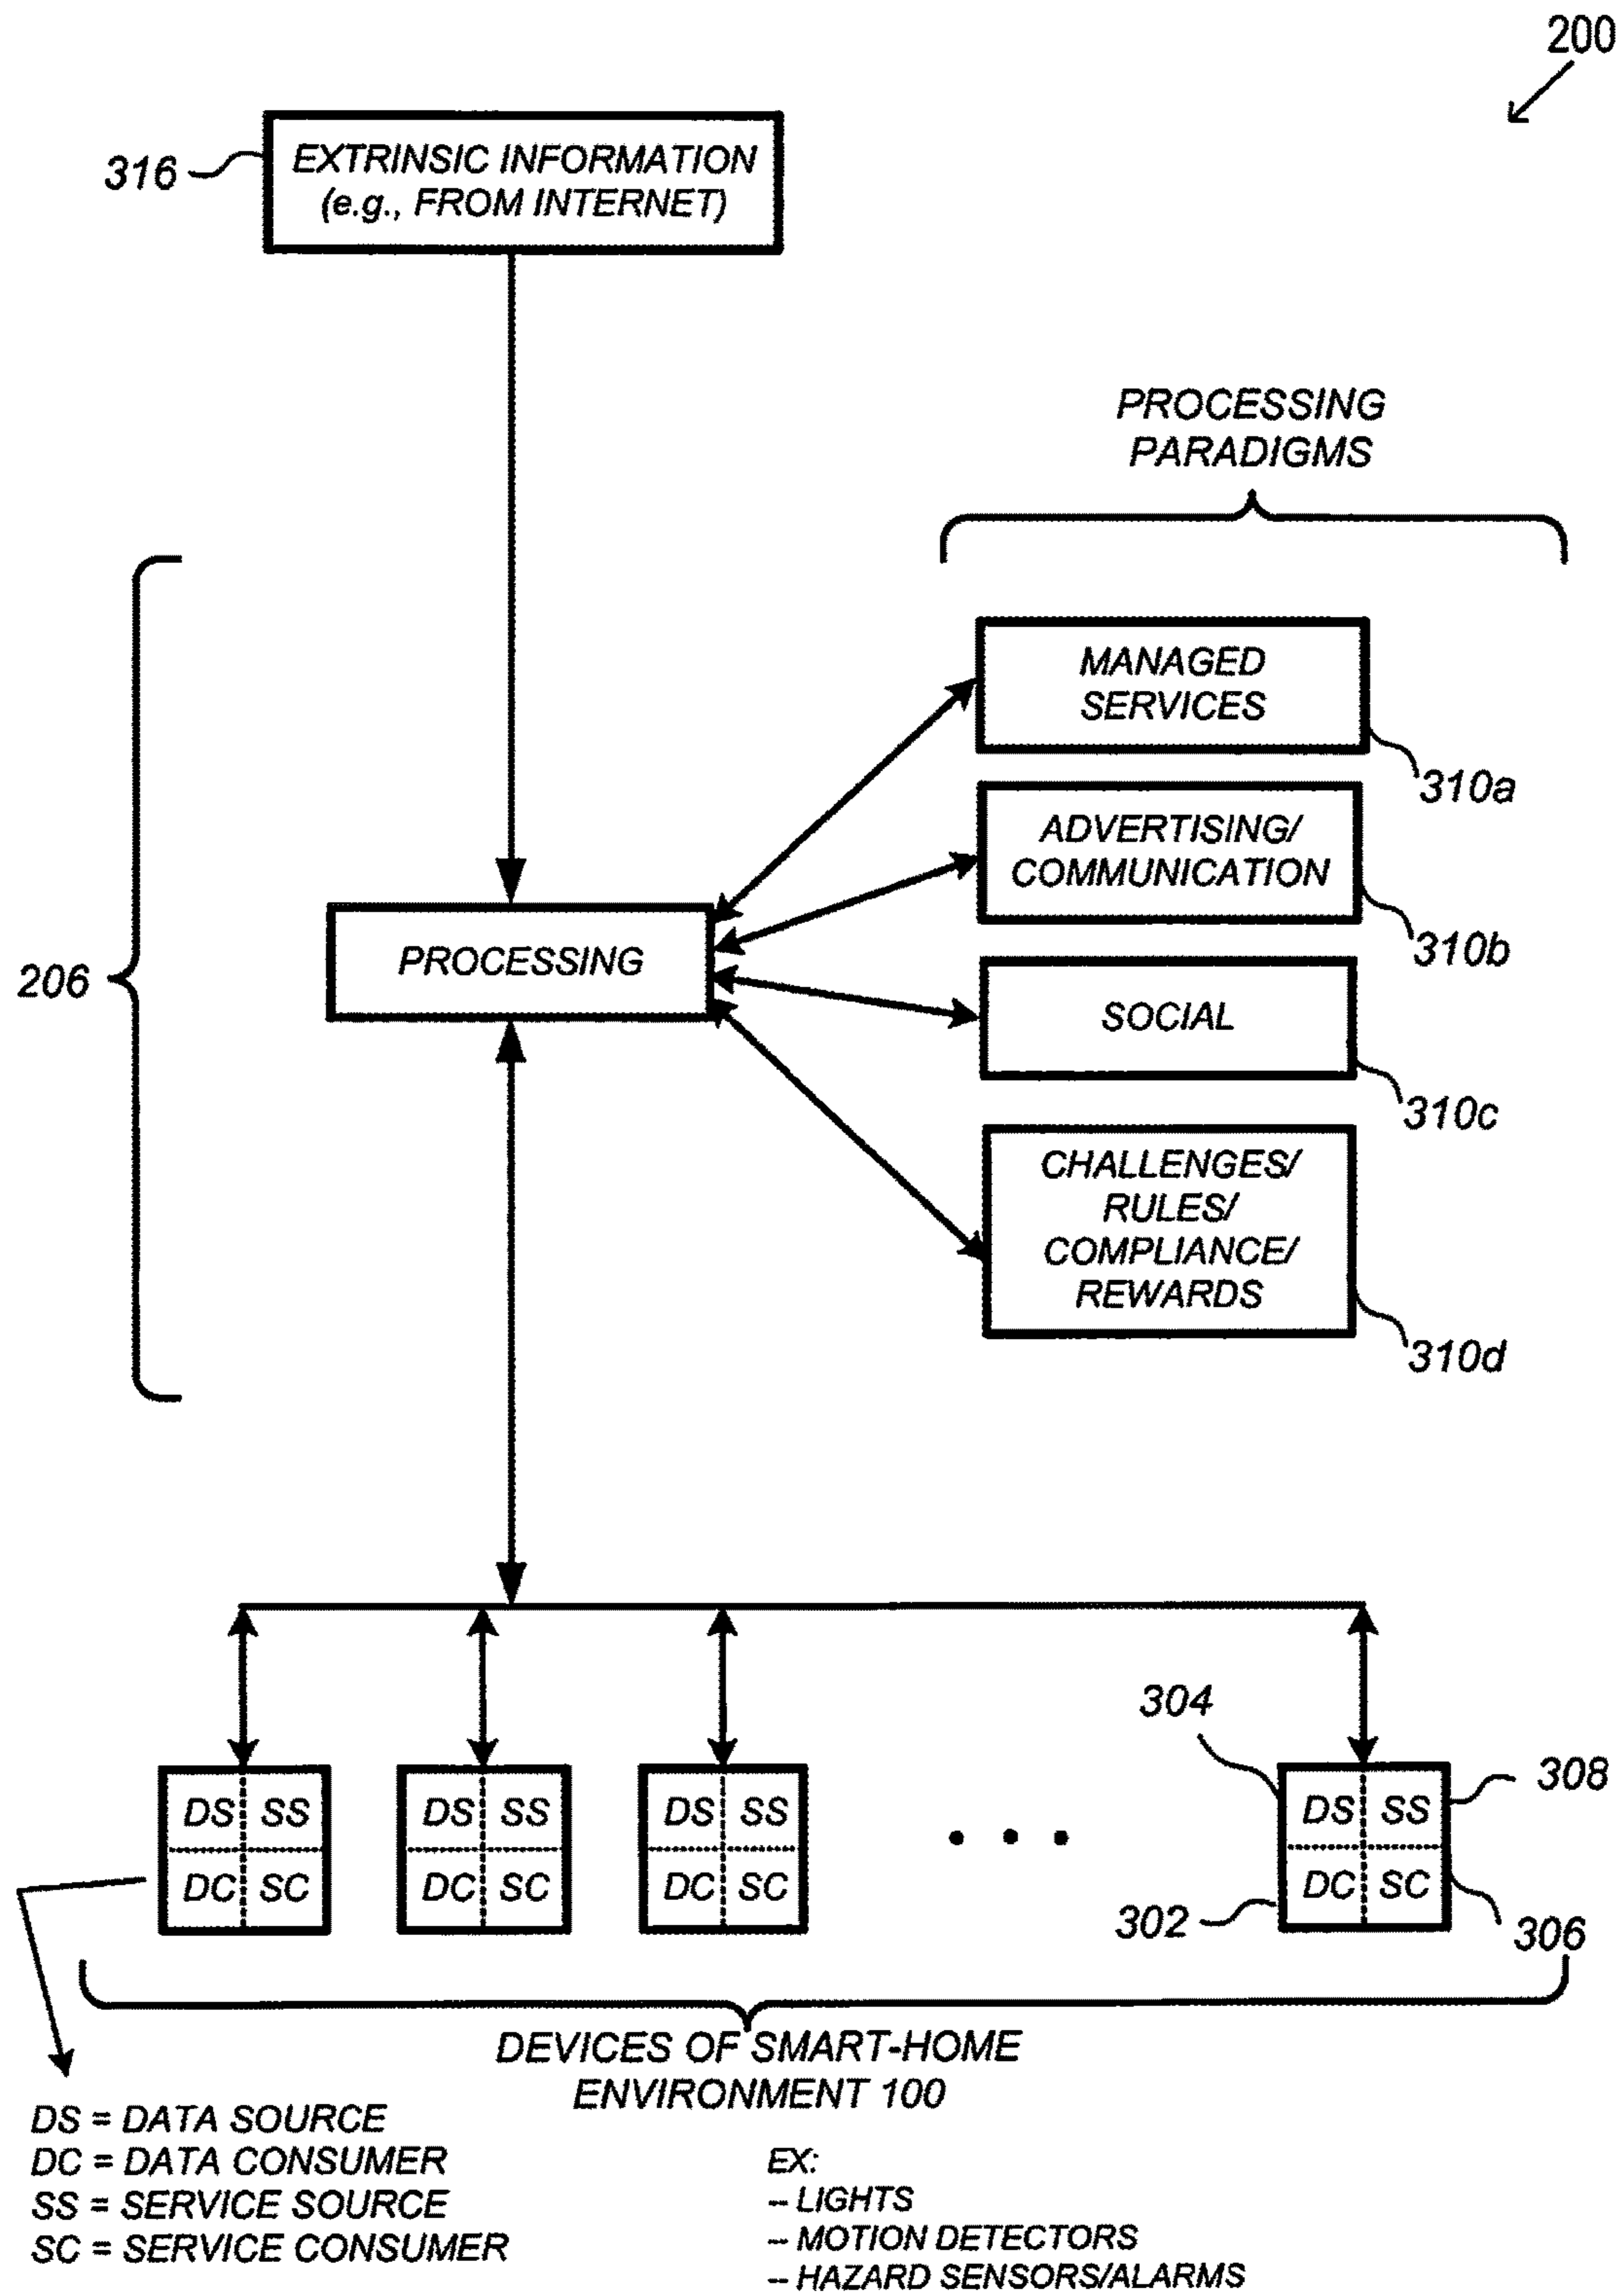 200
316
EXTRINSIC INFORMATION
(e.g., FROM INTERNET)
PROCESSING
PARADIGMS
MANAGED
SERVICES
310a
ADVERTISING/
COMMUNICATION
310b
206
PROCESSING
SOCIAL
310c
CHALLENGES/
RULES/
COMPLIANCE/
REWARDS
310d
304
308
DS SS
DC SC
DS SS
DC SC
DS SS
DC SC
DS SS
DC SC
302
306
DEVICES OF SMART-HOME
ENVIRONMENT 100
DS = DATA SOURCE
DC = DATA CONSUMER
SS = SERVICE SOURCE
SC = SERVICE CONSUMER
EX:
-- LIGHTS
-- MOTION DETECTORS
-- HAZARD SENSORS/ALARMS